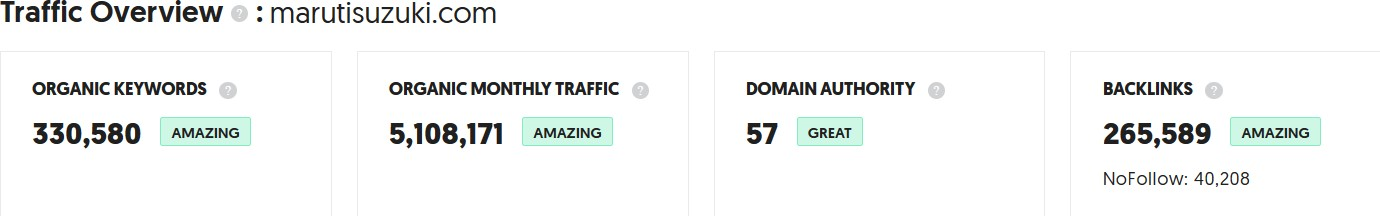 Traffic Overview ? : marutisuzuki.com
ORGANIC KEYWORDS ?
330,580 AMAZING
ORGANIC MONTHLY TRAFFIC ?
5,108,171 AMAZING
DOMAIN AUTHORITY ?
57 GREAT
BACKLINKS ?
265,589 AMAZING
NoFollow: 40,208